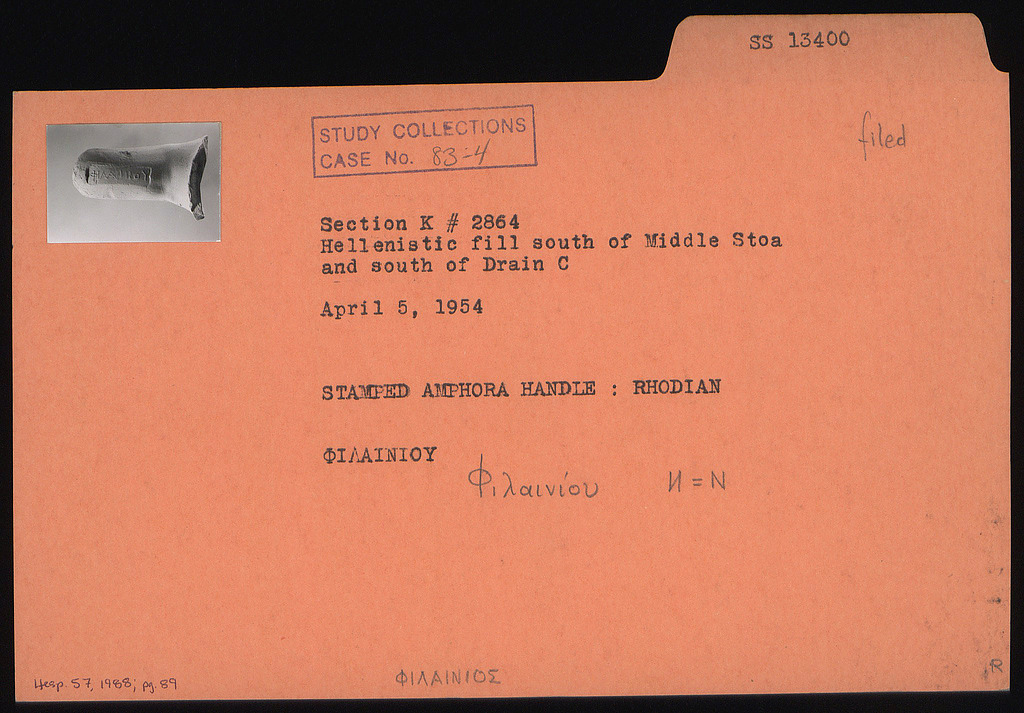 SS 13400
filed
STUDY COLLECTIONS
CASE No. 83-4
Section K # 2864
Hellenistic fill south of Middle Stoa
and south of Drain C
April 5, 1954
STAMPED AMPHORA HANDLE : RHODIAN
ΦΙΛΑΙΝΙΟΥ
Φιλαινίου И = N
ΦΙΛΑΙΝΙΟΣ
Hesp. 57, 1988; pg. 89
R